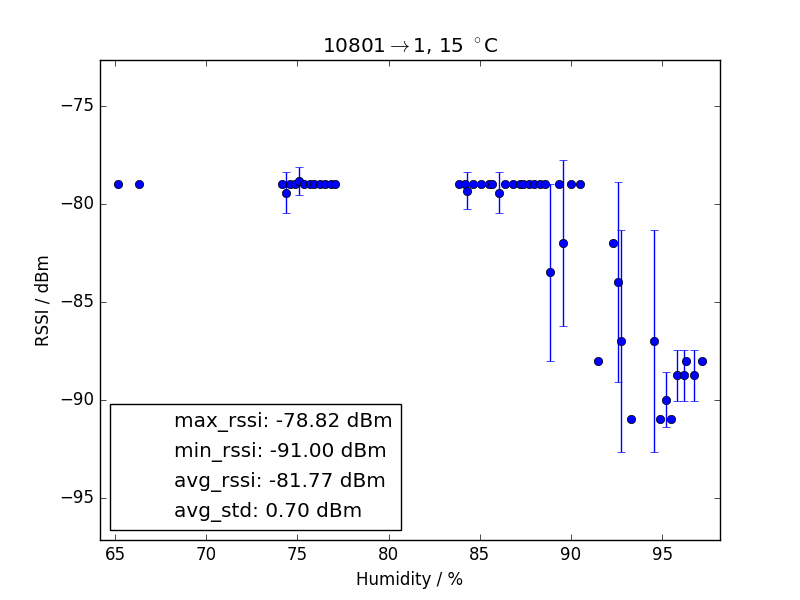 10801→1, 15 °C
RSSI / dBm
−75
−80
−85
−90
−95
max_rssi: -78.82 dBm
min_rssi: -91.00 dBm
avg_rssi: -81.77 dBm
avg_std: 0.70 dBm
65 70 75 80 85 90 95
Humidity / %